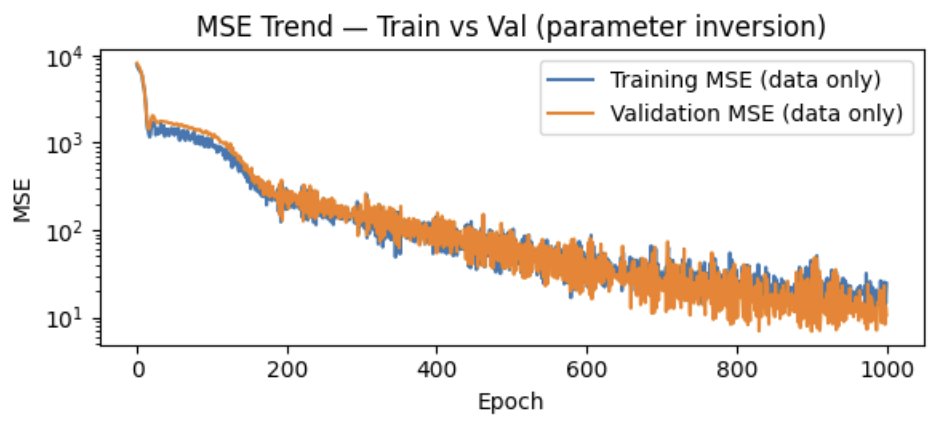 MSE Trend — Train vs Val (parameter inversion)
10⁴
10³
10²
10¹
MSE
Training MSE (data only)
Validation MSE (data only)
0 200 400 600 800 1000
Epoch